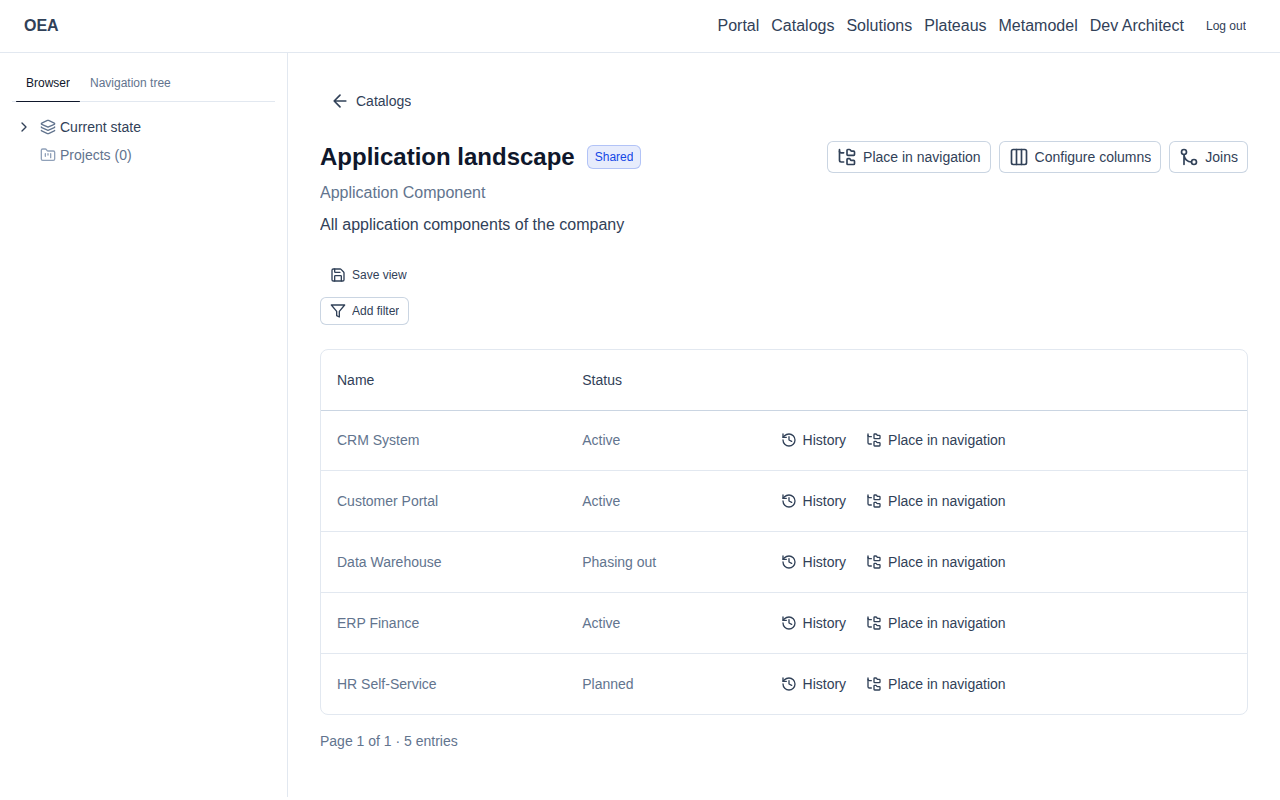 OEA
Portal Catalogs Solutions Plateaus Metamodel Dev Architect Log out
Browser Navigation tree
Current state
Projects (0)
Catalogs
Application landscape Shared
Place in navigation Configure columns Joins
Application Component
All application components of the company
Save view
Add filter
Name Status
CRM System Active History Place in navigation
Customer Portal Active History Place in navigation
Data Warehouse Phasing out History Place in navigation
ERP Finance Active History Place in navigation
HR Self-Service Planned History Place in navigation
Page 1 of 1 · 5 entries